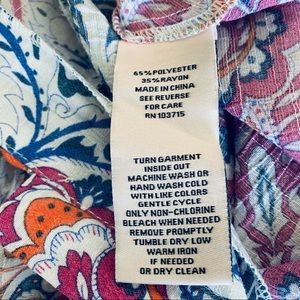 65% POLYESTER
35% RAYON
MADE IN CHINA
SEE REVERSE
FOR CARE
RN 103715
TURN GARMENT
INSIDE OUT
MACHINE WASH OR
HAND WASH COLD
WITH LIKE COLORS
GENTLE CYCLE
ONLY NON-CHLORINE
BLEACH WHEN NEEDED
REMOVE PROMPTLY
TUMBLE DRY LOW
WARM IRON
IF NEEDED
OR DRY CLEAN